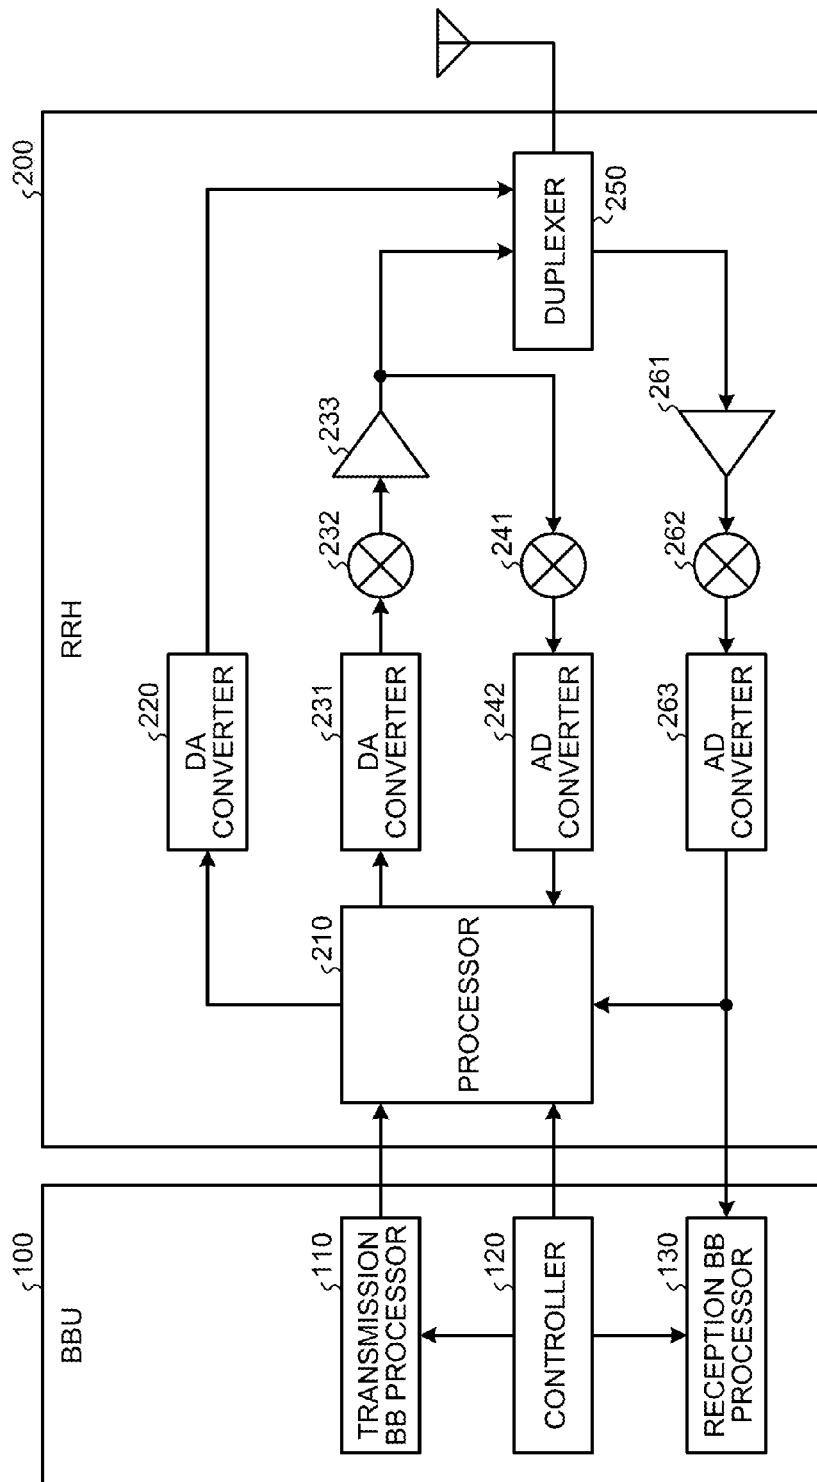 100
BBU
110
TRANSMISSION
BB PROCESSOR
120
CONTROLLER
130
RECEPTION BB
PROCESSOR
200
RRH
210
PROCESSOR
220
DA
CONVERTER
231
DA
CONVERTER
232
233
241
242
AD
CONVERTER
250
DUPLEXER
261
262
263
AD
CONVERTER